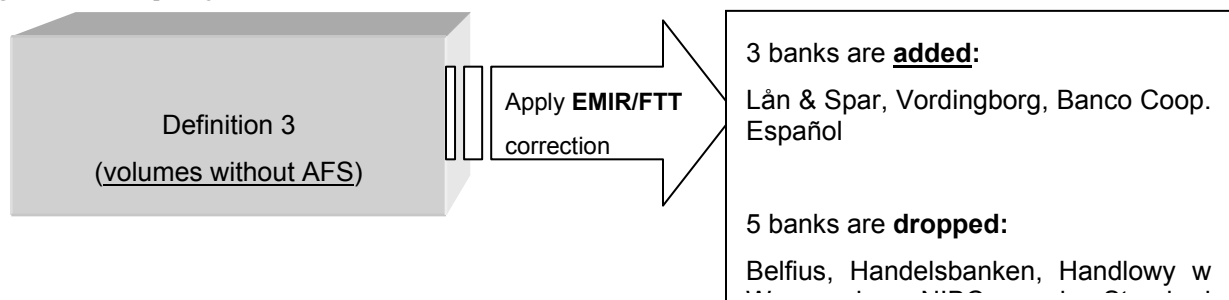 Definition 3
(volumes without AFS)
Apply EMIR/FTT
correction
3 banks are added:
Lån & Spar, Vordingborg, Banco Coop.
Español
5 banks are dropped:
Belfius, Handelsbanken, Handlowy w